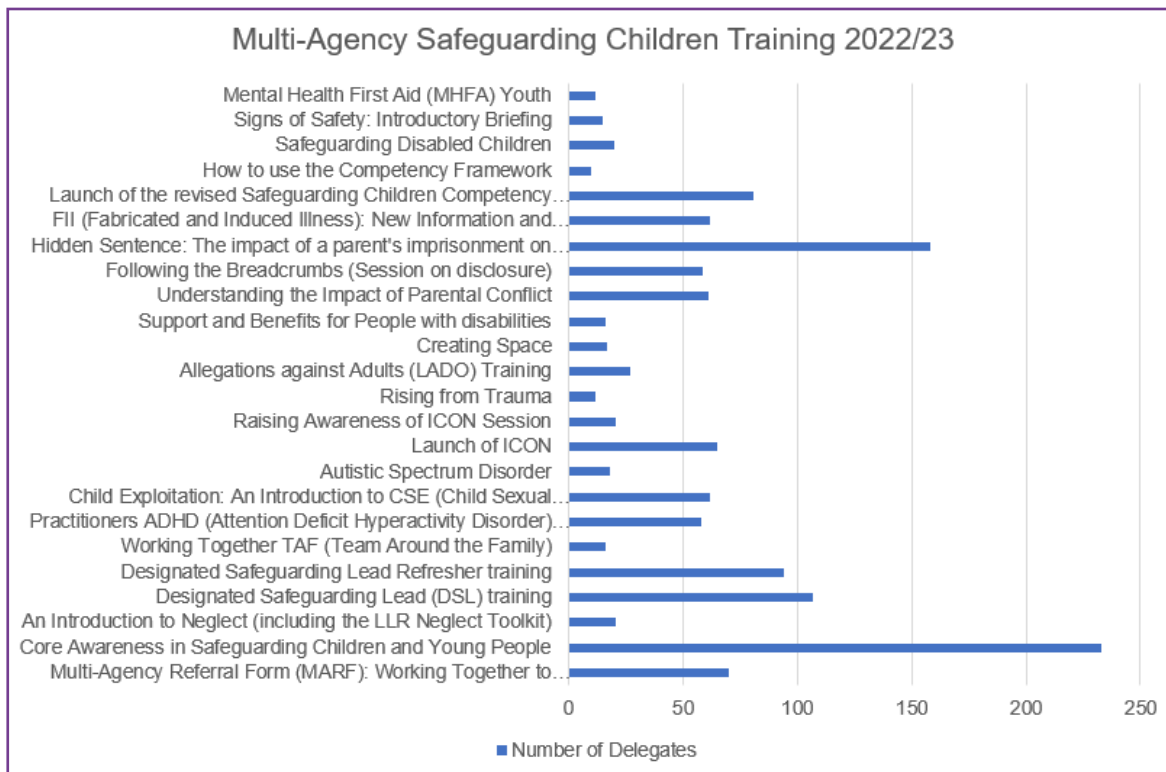 Multi-Agency Safeguarding Children Training 2022/23
Mental Health First Aid (MHFA) Youth
Signs of Safety: Introductory Briefing
Safeguarding Disabled Children
How to use the Competency Framework
Launch of the revised Safeguarding Children Competency...
FII (Fabricated and Induced Illness): New Information and...
Hidden Sentence: The impact of a parent's imprisonment on...
Following the Breadcrumbs (Session on disclosure)
Understanding the Impact of Parental Conflict
Support and Benefits for People with disabilities
Creating Space
Allegations against Adults (LADO) Training
Rising from Trauma
Raising Awareness of ICON Session
Launch of ICON
Autistic Spectrum Disorder
Child Exploitation: An Introduction to CSE (Child Sexual...
Practitioners ADHD (Attention Deficit Hyperactivity Disorder)...
Working Together TAF (Team Around the Family)
Designated Safeguarding Lead Refresher training
Designated Safeguarding Lead (DSL) training
An Introduction to Neglect (including the LLR Neglect Toolkit)
Core Awareness in Safeguarding Children and Young People
Multi-Agency Referral Form (MARF): Working Together to...
0 50 100 150 200 250
Number of Delegates